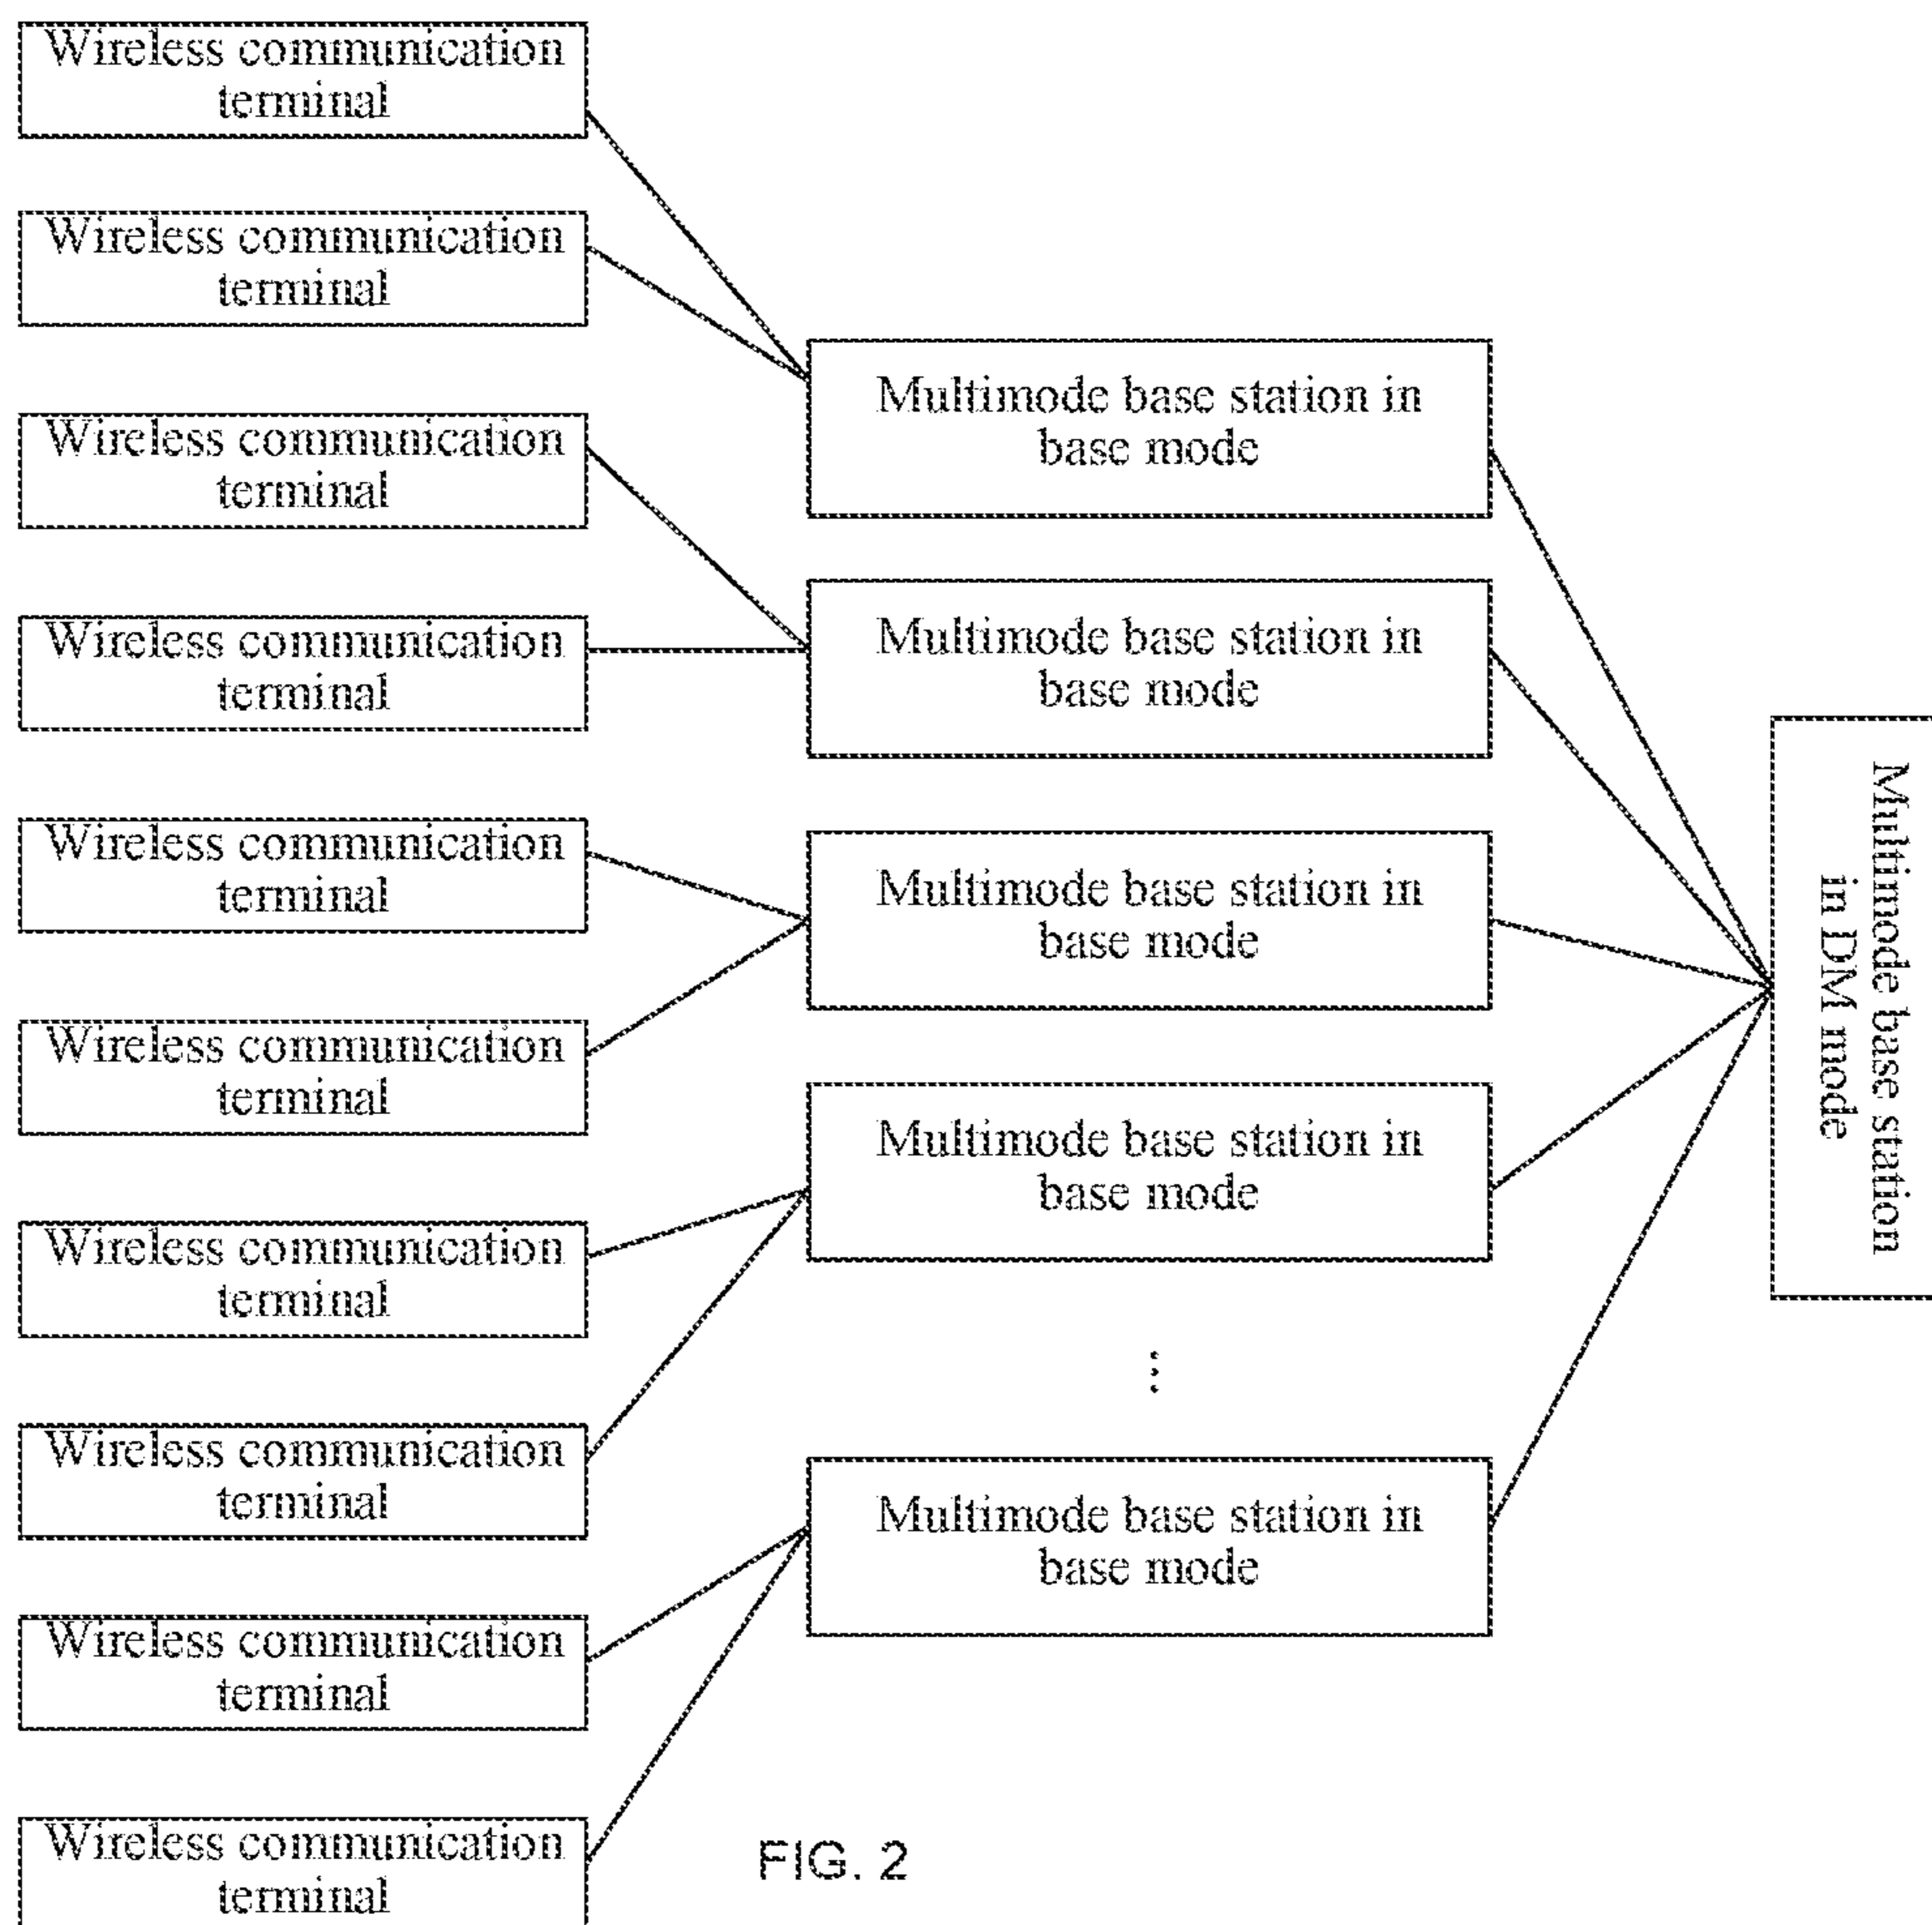 Wireless communication
terminal
Wireless communication
terminal
Wireless communication
terminal
Wireless communication
terminal
Wireless communication
terminal
Wireless communication
terminal
Wireless communication
terminal
Wireless communication
terminal
Wireless communication
terminal
Wireless communication
terminal
Multimode base station in
base mode
Multimode base station in
base mode
Multimode base station in
base mode
Multimode base station in
base mode
⋮
Multimode base station in
base mode
Multimode base station
in DM mode
FIG. 2